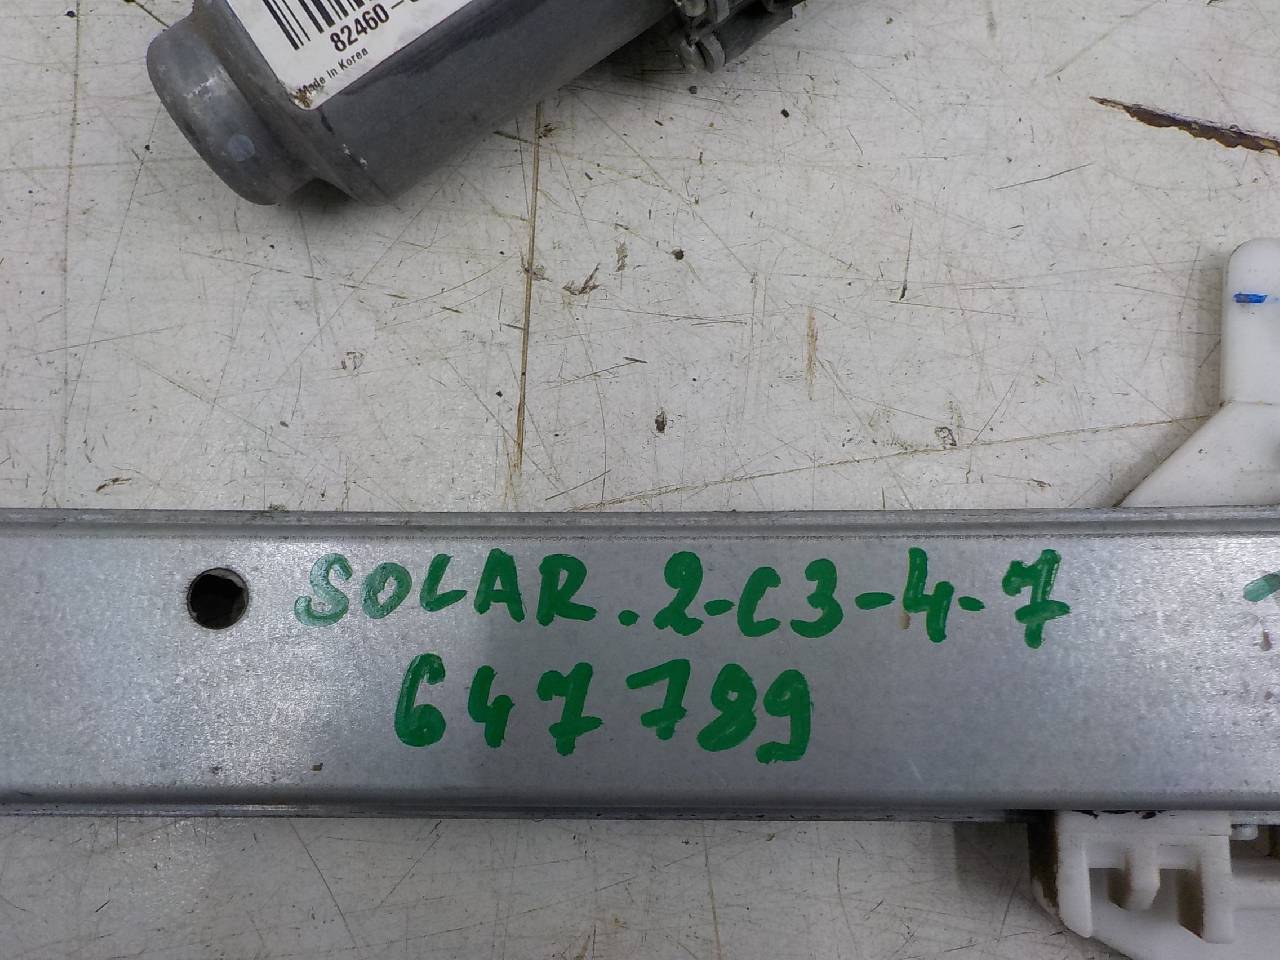 82460-
Made in Korea
SOLAR.2-C3-4-7
647789